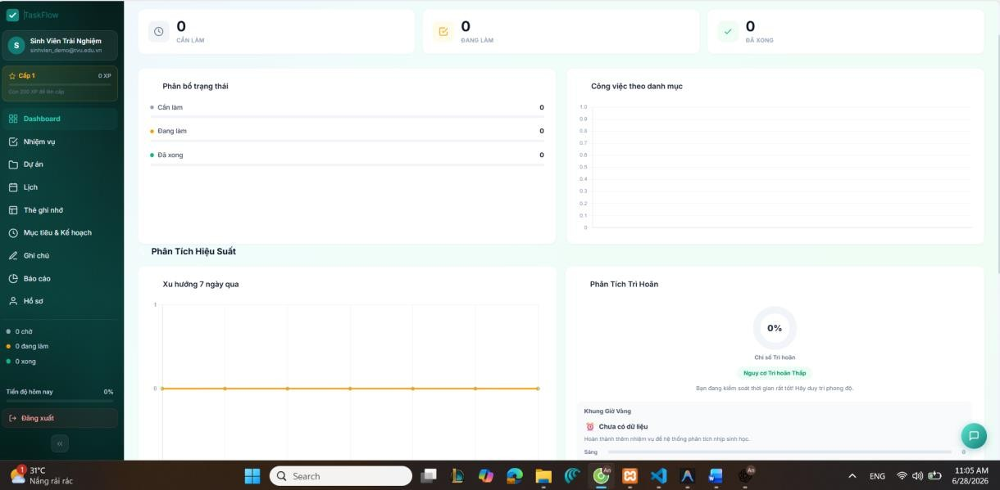 TaskFlow
S
Sinh Viên Trải Nghiệm
sinhvien_demo@tvu.edu.vn
Cấp 1
0 XP
Còn 200 XP để lên cấp
Dashboard
Nhiệm vụ
Dự án
Lịch
Thẻ ghi nhớ
Mục tiêu & Kế hoạch
Ghi chú
Báo cáo
Hồ sơ
0 chờ
0 đang làm
0 xong
Tiến độ hôm nay
0%
Đăng xuất
«
0
CẦN LÀM
0
ĐANG LÀM
0
ĐÃ XONG
Phân bổ trạng thái
Cần làm
0
Đang làm
0
Đã xong
0
Công việc theo danh mục
1.0
0.9
0.8
0.7
0.6
0.5
0.4
0.3
0.2
0.1
0
Phân Tích Hiệu Suất
Xu hướng 7 ngày qua
1
0
Phân Tích Trì Hoãn
0%
Chỉ số Trì hoãn
Nguy cơ Trì hoãn Thấp
Bạn đang kiểm soát thời gian rất tốt! Hãy duy trì phong độ.
Khung Giờ Vàng
Chưa có dữ liệu
Hoàn thành thêm nhiệm vụ để hệ thống phân tích nhịp sinh học.
Sáng
0
1
31°C
Nắng rải rác
Search
An
An
ENG
11:05 AM
6/28/2026